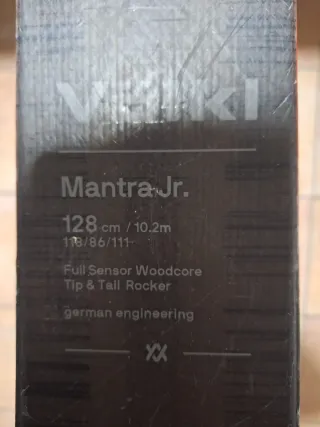 Völkl
Mantra Jr.
128 cm / 10.2m
118/86/111
Full Sensor Woodcore
Tip & Tail Rocker
german engineering